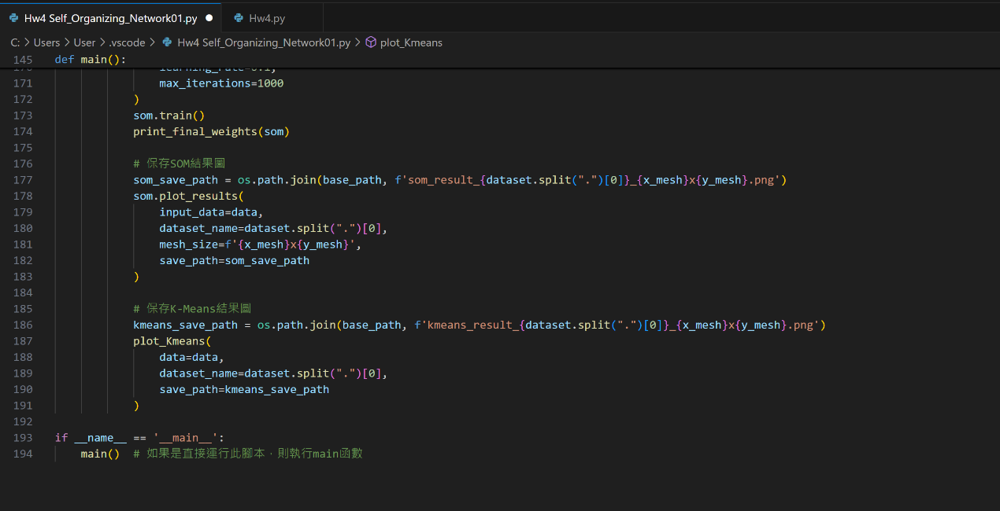 Hw4 Self_Organizing_Network01.py ● Hw4.py
C: > Users > User > .vscode > Hw4 Self_Organizing_Network01.py > plot_Kmeans
145 def main():
171 max_iterations=1000
172 )
173 som.train()
174 print_final_weights(som)
175
176 # 保存SOM結果圖
177 som_save_path = os.path.join(base_path, f'som_result_{dataset.split(".")[0]}_{x_mesh}x{y_mesh}.png')
178 som.plot_results(
179 input_data=data,
180 dataset_name=dataset.split(".")[0],
181 mesh_size=f'{x_mesh}x{y_mesh}',
182 save_path=som_save_path
183 )
184
185 # 保存K-Means結果圖
186 kmeans_save_path = os.path.join(base_path, f'kmeans_result_{dataset.split(".")[0]}_{x_mesh}x{y_mesh}.png')
187 plot_Kmeans(
188 data=data,
189 dataset_name=dataset.split(".")[0],
190 save_path=kmeans_save_path
191 )
192
193 if __name__ == '__main__':
194 main() # 如果是直接運行此腳本，則執行main函數